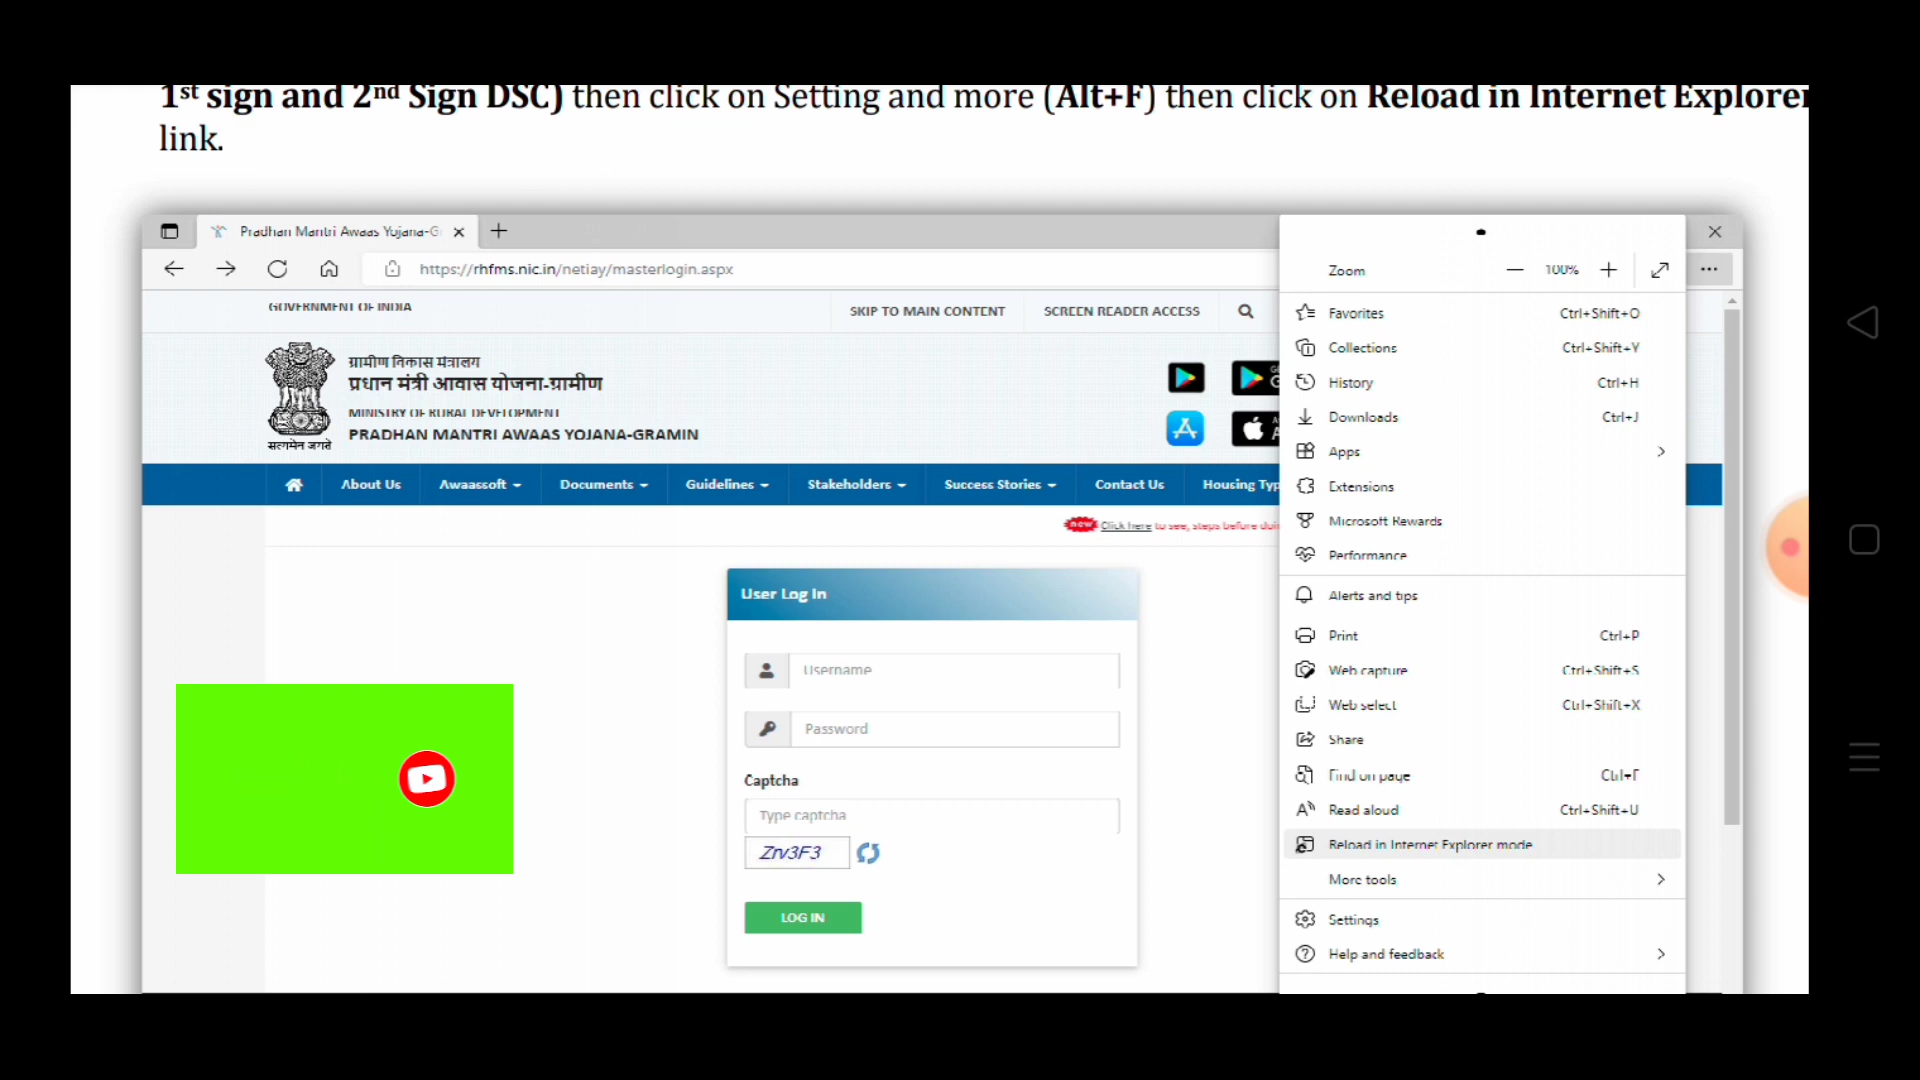 1st sign and 2nd Sign DSC) then click on Setting and more (Alt+F) then click on Reload in Internet Explorer
link.
Pradhan Mantri Awaas Yojana-G
https://rhfms.nic.in/netiay/masterlogin.aspx
GOVERNMENT OF INDIA
SKIP TO MAIN CONTENT
SCREEN READER ACCESS
ग्रामीण विकास मंत्रालय
प्रधान मंत्री आवास योजना-ग्रामीण
MINISTRY OF RURAL DEVELOPMENT
PRADHAN MANTRI AWAAS YOJANA-GRAMIN
सत्यमेव जयते
About Us
Awaassoft
Documents
Guidelines
Stakeholders
Success Stories
Contact Us
Housing Typ
new Click here to see, steps before doin
User Log In
Username
Password
Captcha
Type captcha
Zrv3F3
LOG IN
Zoom 100%
Favorites Ctrl+Shift+O
Collections Ctrl+Shift+Y
History Ctrl+H
Downloads Ctrl+J
Apps
Extensions
Microsoft Rewards
Performance
Alerts and tips
Print Ctrl+P
Web capture Ctrl+Shift+S
Web select Ctrl+Shift+X
Share
Find on page Ctrl+F
Read aloud Ctrl+Shift+U
Reload in Internet Explorer mode
More tools
Settings
Help and feedback